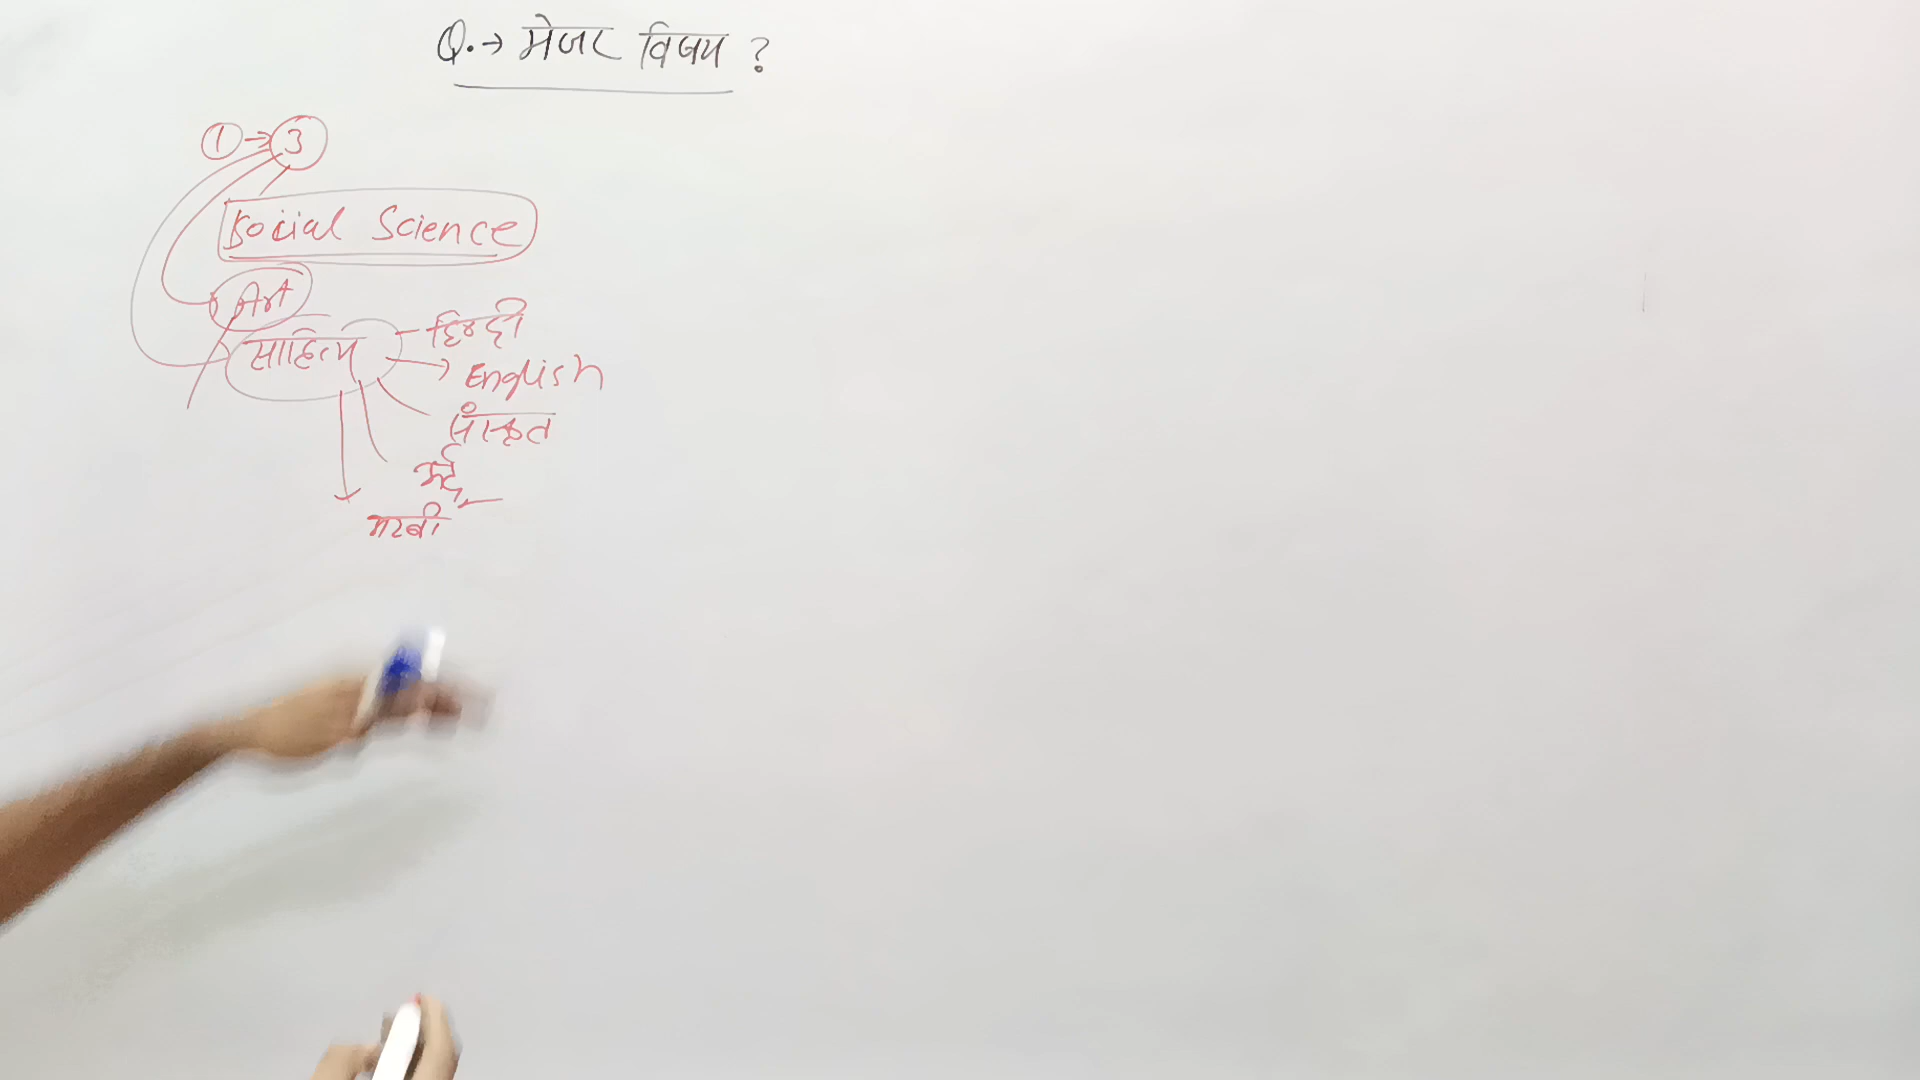 Q. → मेजर विषय ?
① → ③
Social Science
Art
साहित्य
हिन्दी
English
संस्कृत
उर्दू
अरबी